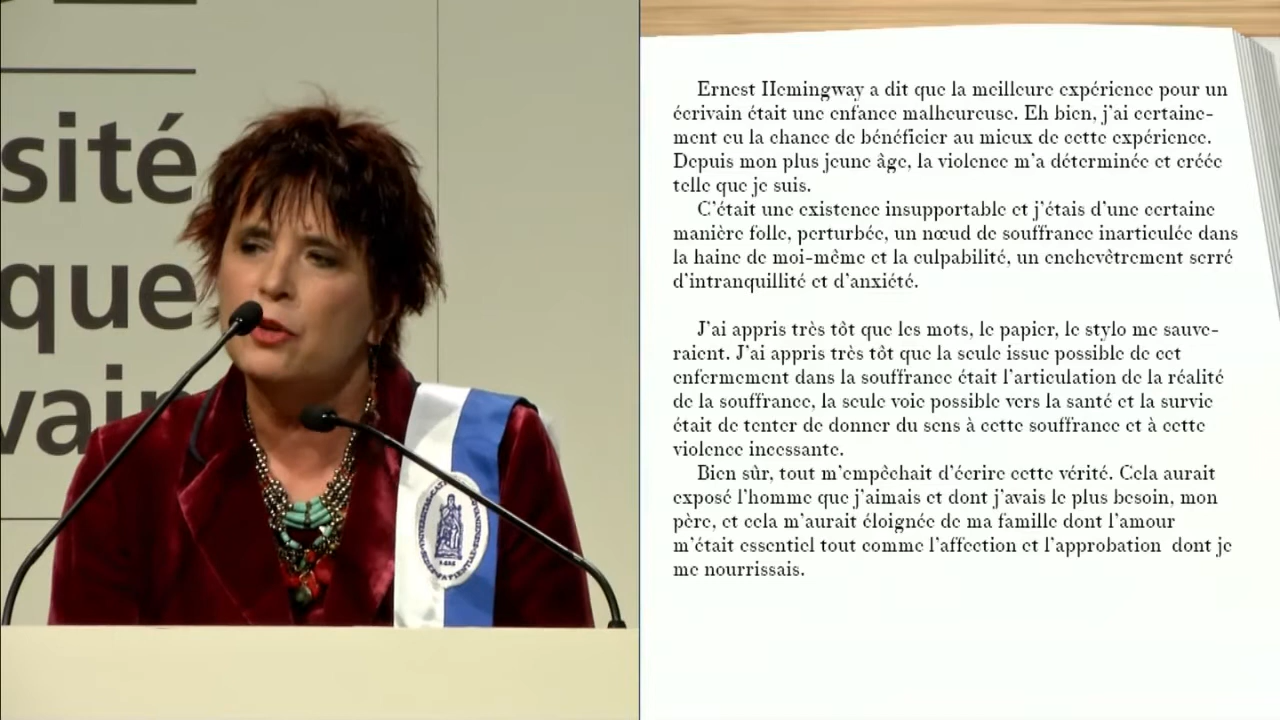 sité
que
vain
Ernest Hemingway a dit que la meilleure expérience pour un
écrivain était une enfance malheureuse. Eh bien, j'ai certaine-
ment eu la chance de bénéficier au mieux de cette expérience.
Depuis mon plus jeune âge, la violence m'a déterminée et créée
telle que je suis.
C'était une existence insupportable et j'étais d'une certaine
manière folle, perturbée, un nœud de souffrance inarticulée dans
la haine de moi-même et la culpabilité, un enchevêtrement serré
d'intranquillité et d'anxiété.
J'ai appris très tôt que les mots, le papier, le stylo me sauve-
raient. J'ai appris très tôt que la seule issue possible de cet
enfermement dans la souffrance était l'articulation de la réalité
de la souffrance, la seule voie possible vers la santé et la survie
était de tenter de donner du sens à cette souffrance et à cette
violence incessante.
Bien sûr, tout m'empêchait d'écrire cette vérité. Cela aurait
exposé l'homme que j'aimais et dont j'avais le plus besoin, mon
père, et cela m'aurait éloignée de ma famille dont l'amour
m'était essentiel tout comme l'affection et l'approbation dont je
me nourrissais.